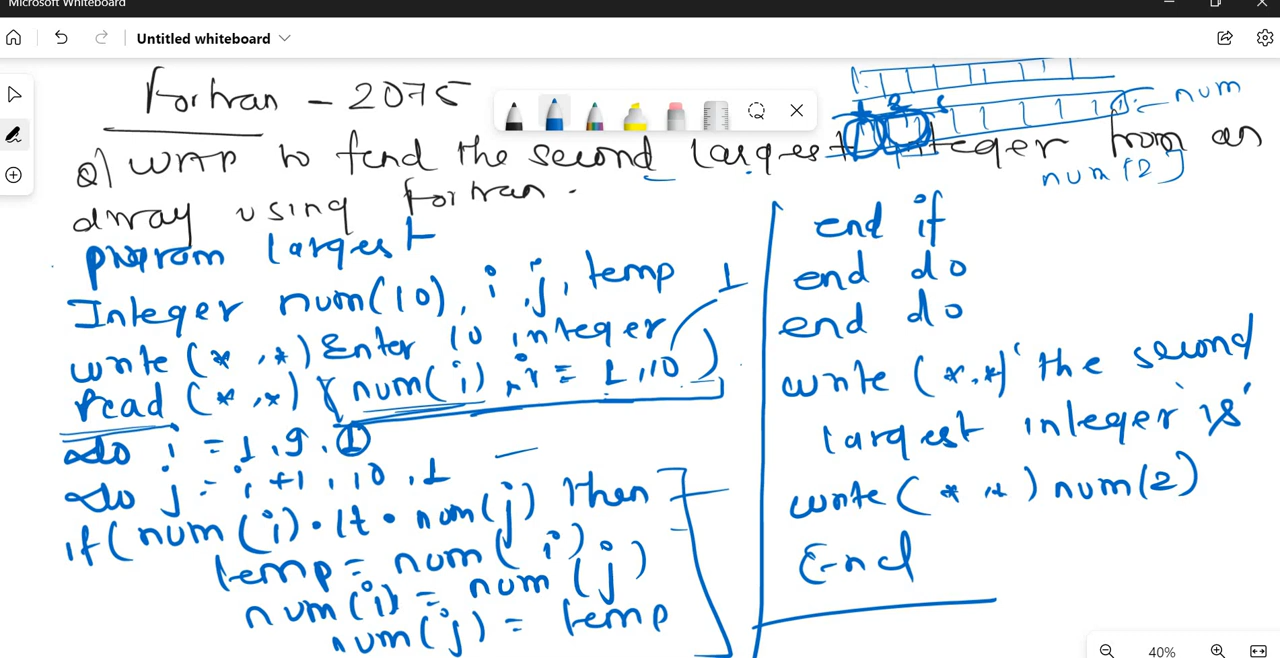 Microsoft Whiteboard
Untitled whiteboard
Fortran - 2075
Q) WAP to find the second largest integer from an
array using Fortran.
num
num[2]
program largest
Integer num(10), i, j, temp
write (*,*) Enter 10 integer
read (*,*) (num(i), i = 1,10)
1
do i = 1,9,1
do j = i+1,10,1
if(num(i).lt.num(j) then
temp = num(i)
num(i) = num(j)
num(j) = temp
end if
end do
end do
write (*,*)'the second
largest integer is'
write(*,*)num(2)
End
40%